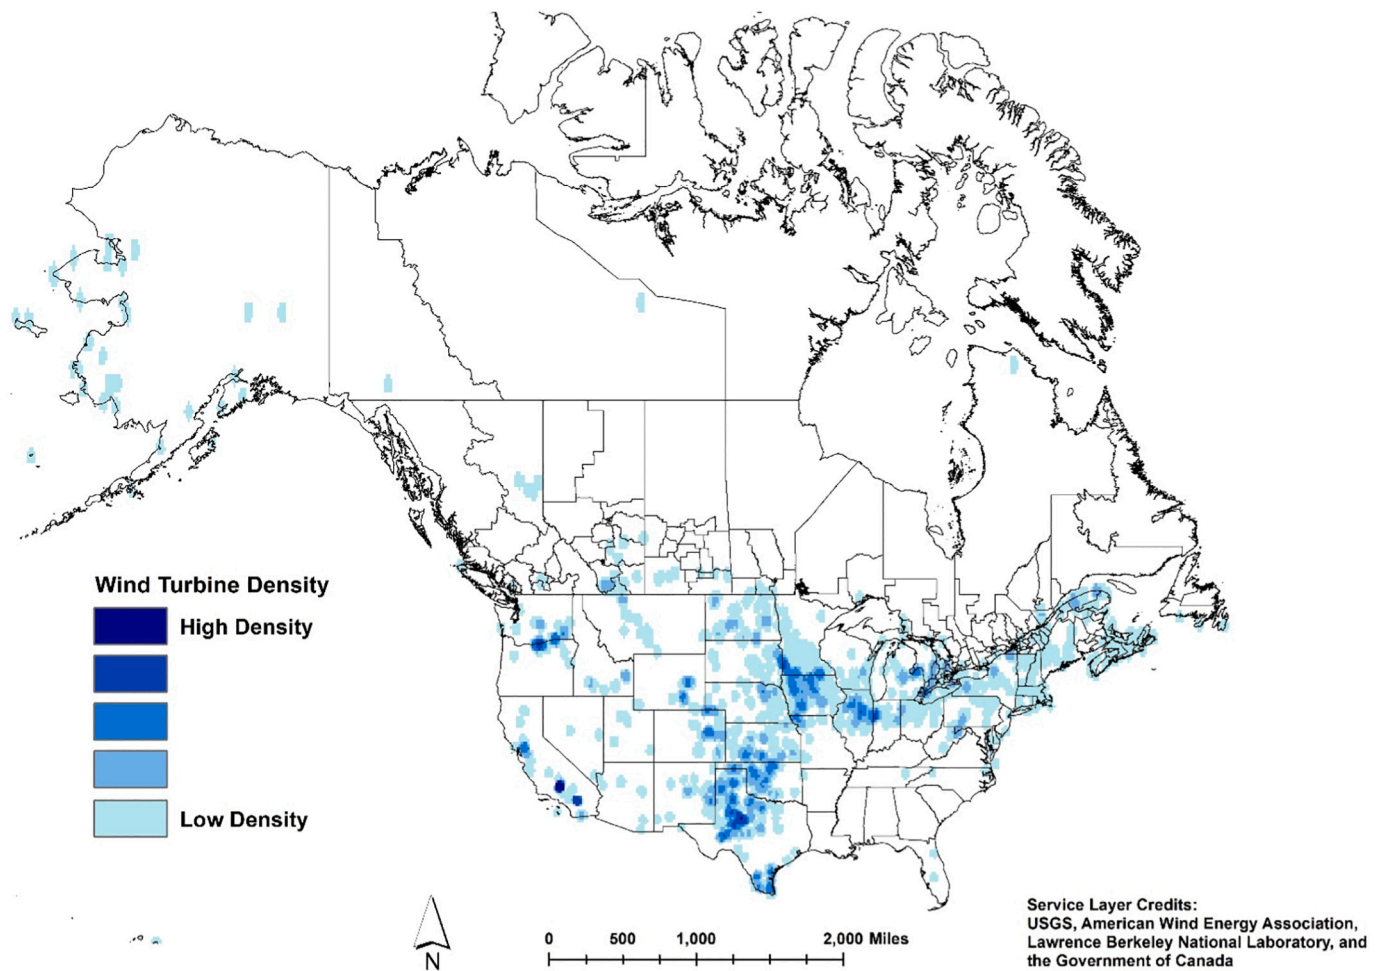 Wind Turbine Density
High Density
Low Density
N
0 500 1,000 2,000 Miles
Service Layer Credits:
USGS, American Wind Energy Association,
Lawrence Berkeley National Laboratory, and
the Government of Canada